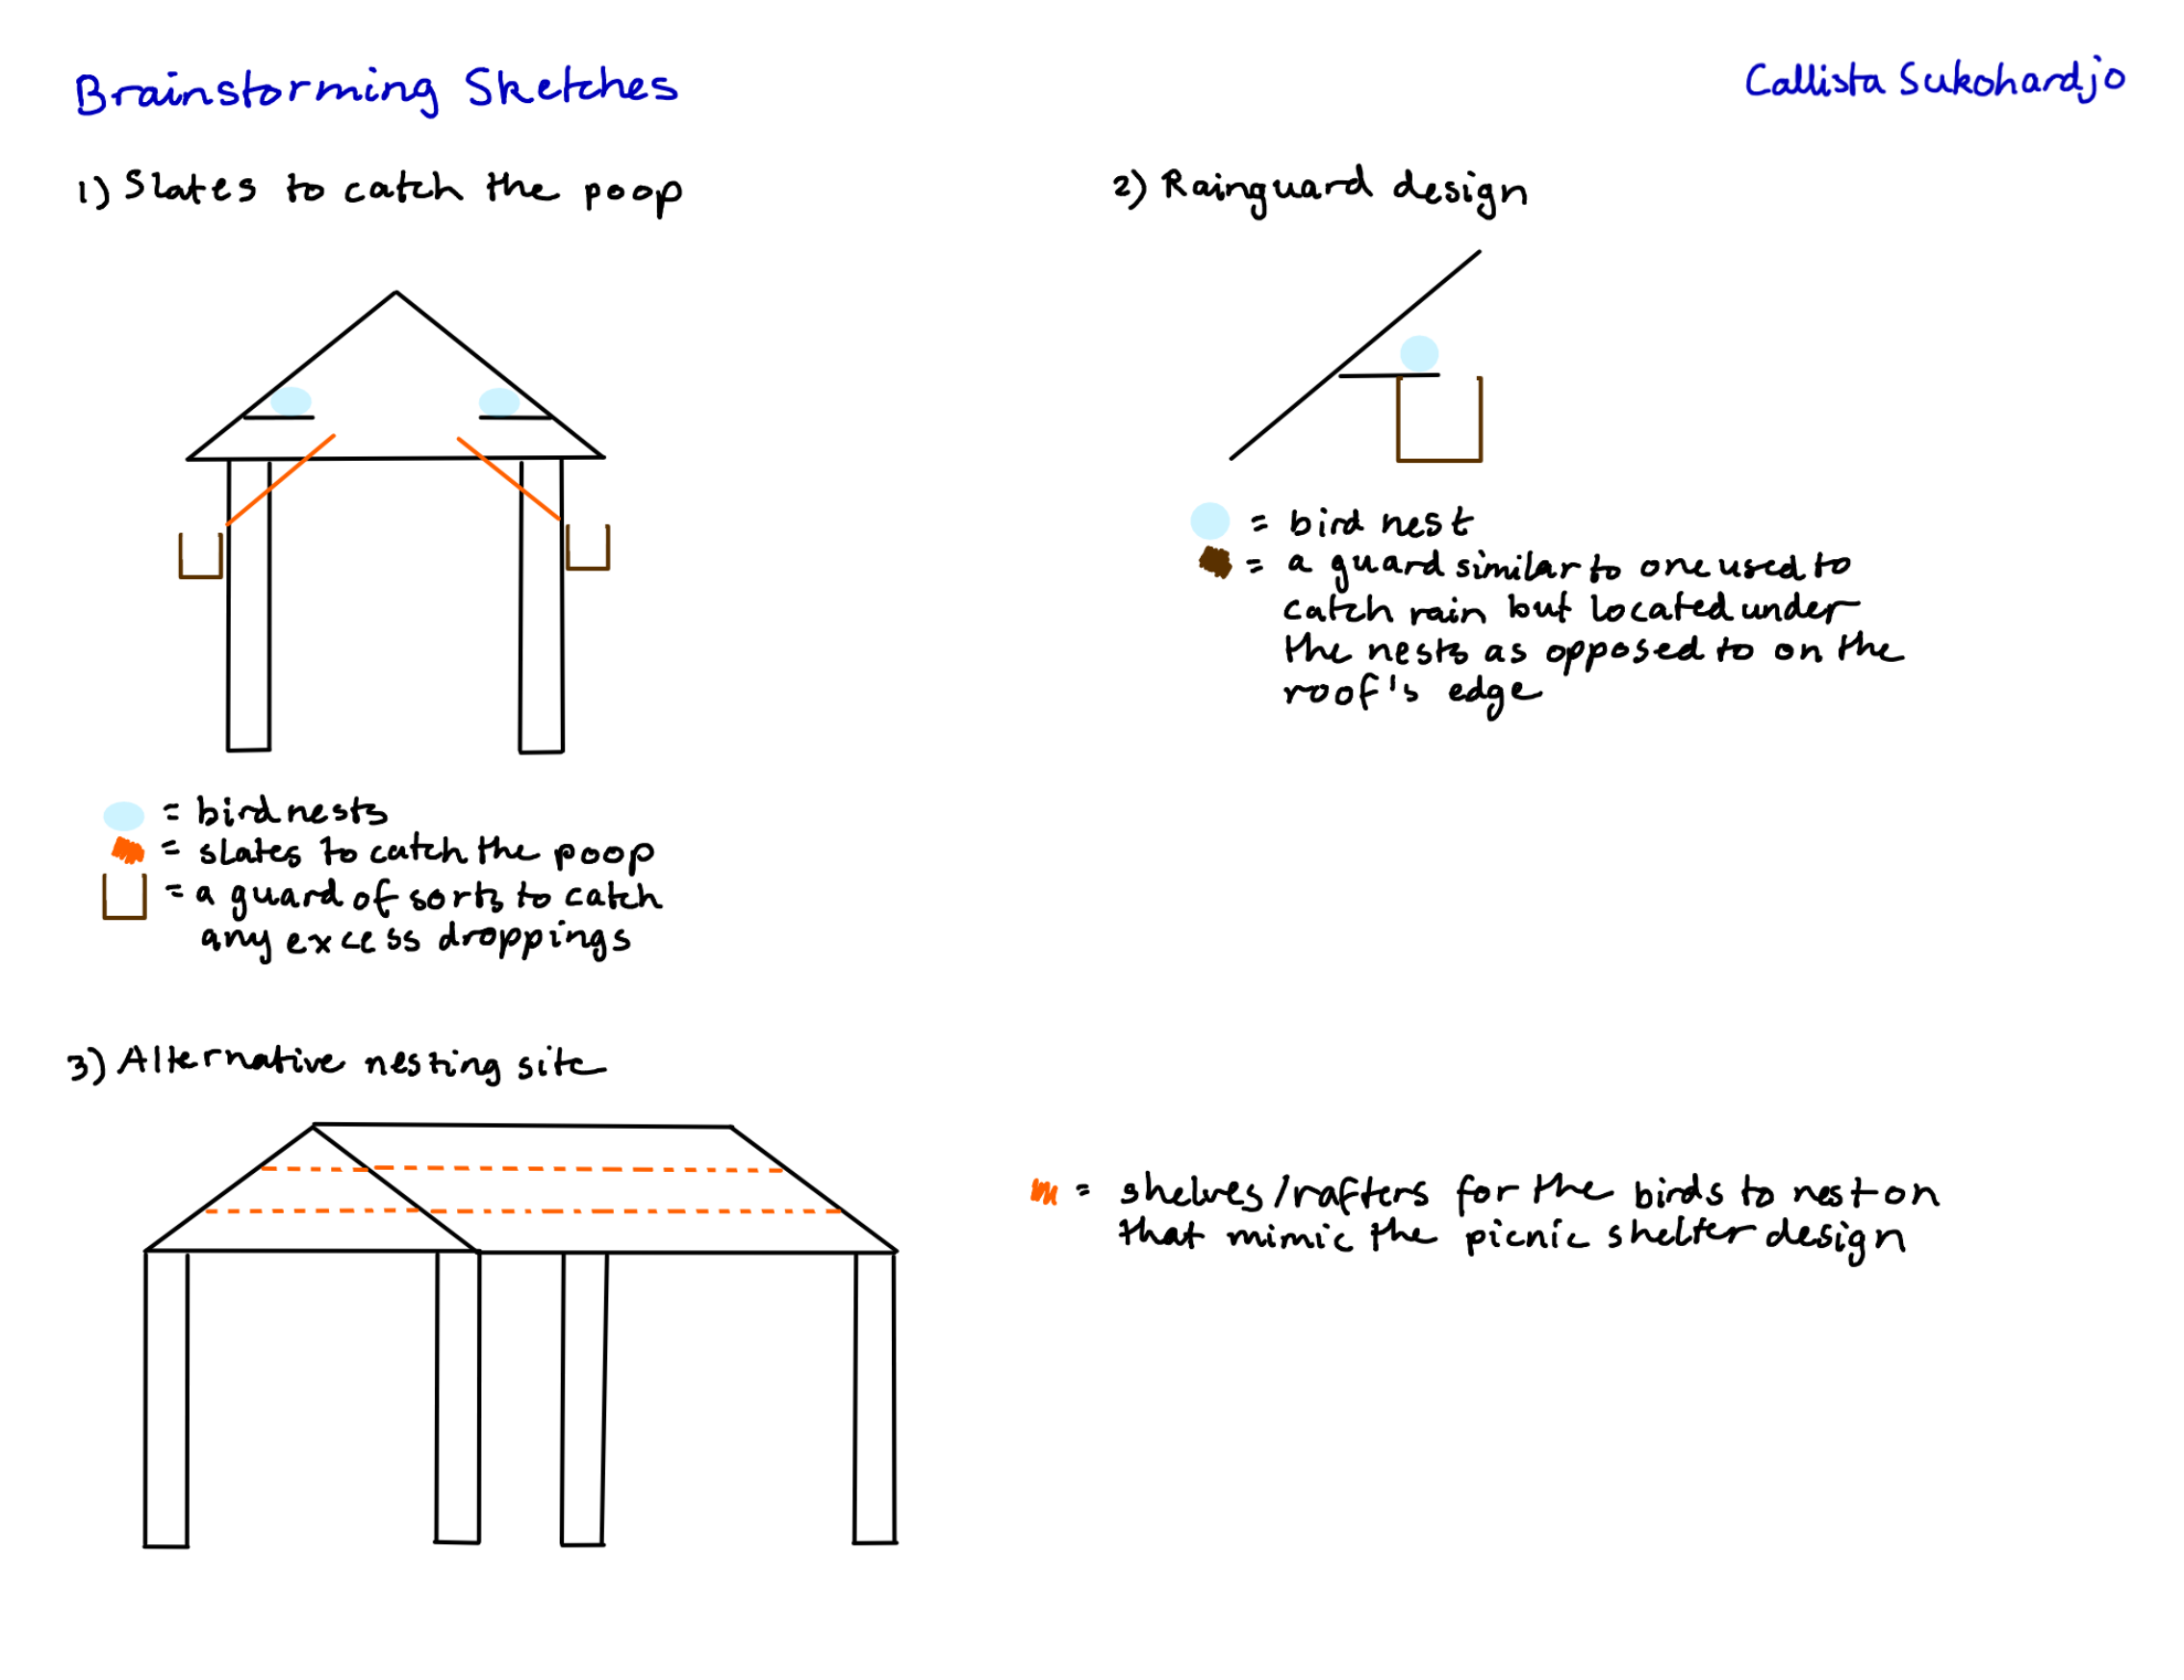 Brainstorming Sketches
Callista Sukohardjo
1) Slates to catch the poop
= bird nests
= slates to catch the poop
= a guard of sorts to catch
any excess droppings
2) Rainguard design
= bird nest
= a guard similar to one used to
catch rain but located under
the nests as opposed to on the
roof's edge
3) Alternative nesting site
= shelves/rafters for the birds to nest on
that mimic the picnic shelter design